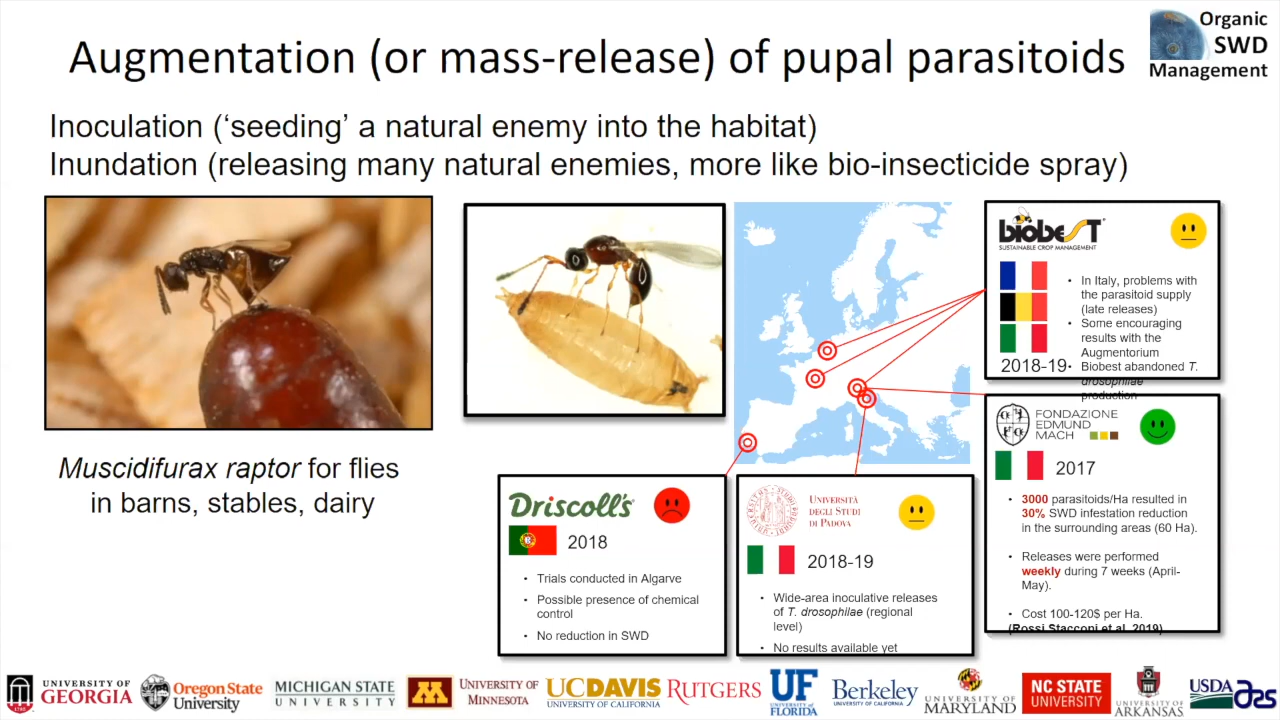 Augmentation (or mass-release) of pupal parasitoids
Organic
SWD
Management
Inoculation (‘seeding’ a natural enemy into the habitat)
Inundation (releasing many natural enemies, more like bio-insecticide spray)
Muscidifurax raptor for flies
in barns, stables, dairy
biobest
SUSTAINABLE CROP MANAGEMENT
2018-19
• In Italy, problems with
the parasitoid supply
(late releases)
• Some encouraging
results with the
Augmentorium
• Biobest abandoned T.
drosophilae
production
FONDAZIONE
EDMUND
MACH
2017
• 3000 parasitoids/Ha resulted in
30% SWD infestation reduction
in the surrounding areas (60 Ha).
• Releases were performed
weekly during 7 weeks (April-
May).
• Cost 100-120$ per Ha.
(Rossi Stacconi et al. 2019)
Driscoll's
2018
• Trials conducted in Algarve
• Possible presence of chemical
control
• No reduction in SWD
UNIVERSITÀ
DEGLI STUDI
DI PADOVA
2018-19
• Wide-area inoculative releases
of T. drosophilae (regional
level)
• No results available yet
UNIVERSITY OF
GEORGIA
Oregon State
University
MICHIGAN STATE
UNIVERSITY
M
UNIVERSITY OF
MINNESOTA
UCDAVIS
UNIVERSITY OF CALIFORNIA
RUTGERS
UF
UNIVERSITY of
FLORIDA
Berkeley
UNIVERSITY OF CALIFORNIA
UNIVERSITY OF
MARYLAND
NC STATE
UNIVERSITY
UNIVERSITY OF
ARKANSAS
USDA
ars